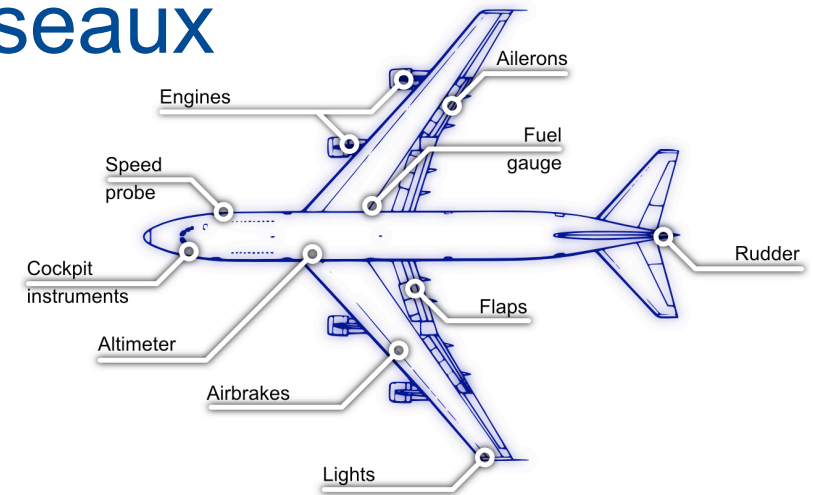 seaux
Ailerons
Engines
Fuel
gauge
Speed
probe
Rudder
Cockpit
instruments
Flaps
Altimeter
Airbrakes
Lights